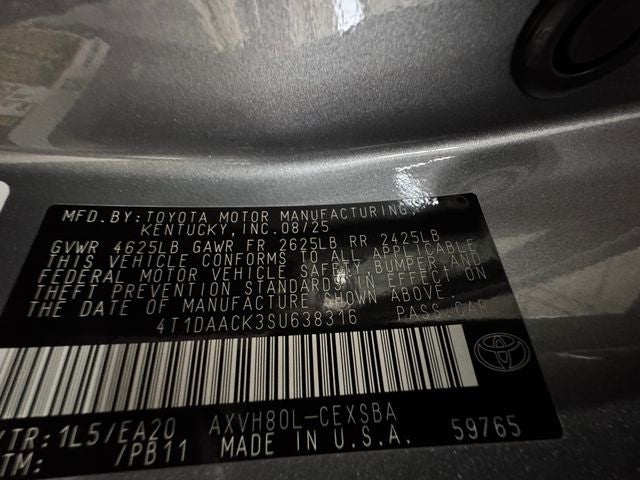 MFD. BY: TOYOTA MOTOR MANUFACTURING,
KENTUCKY, INC. 08/25
GVWR 4625LB GAWR FR 2625LB RR 2425LB
THIS VEHICLE CONFORMS TO ALL APPLICABLE
FEDERAL MOTOR VEHICLE SAFETY, BUMPER AND
THEFT PREVENTION STANDARDS IN EFFECT ON
THE DATE OF MANUFACTURE SHOWN ABOVE.
4T1DAACK3SU638316 PASS.CAR
/TR: 1L5/EA20 AXVH80L-CEXSBA
TM: /PB11 MADE IN U.S.A. 59765